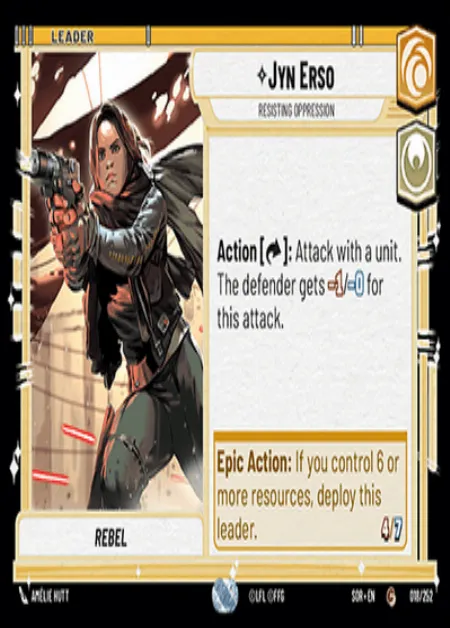 LEADER
JYN ERSO
RESISTING OPPRESSION
Action [ ]: Attack with a unit.
The defender gets -1/-0 for
this attack.
Epic Action: If you control 6 or
more resources, deploy this
leader.
4/7
REBEL
AMÉLIE HUTT
©LFL ©FFG
SOR • EN
C
018/252